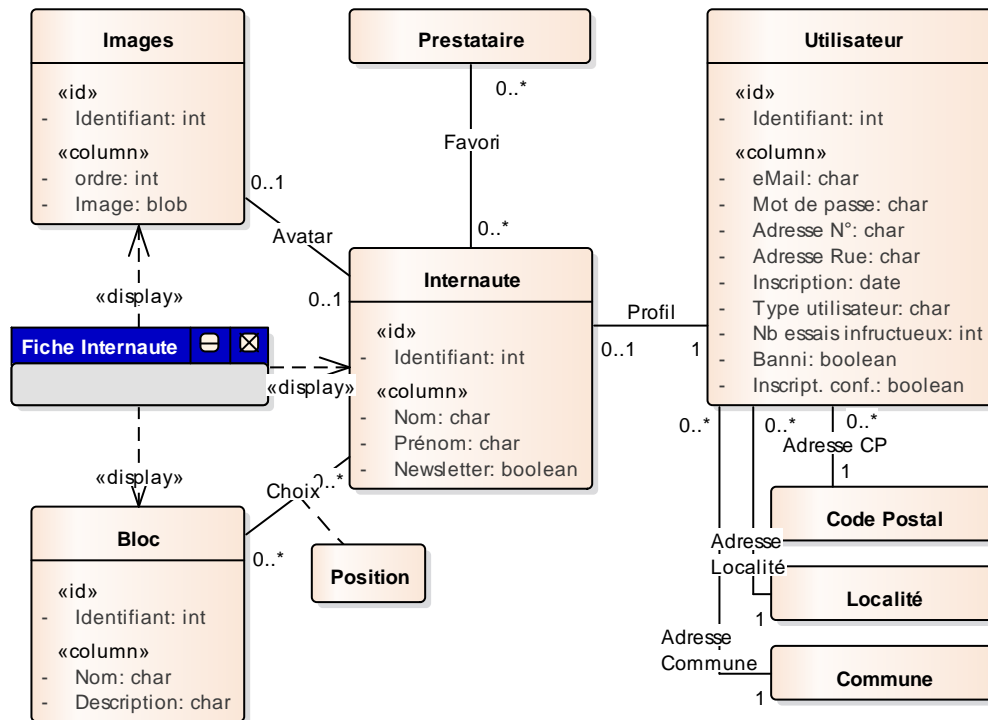 Images
«id»
- Identifiant: int
«column»
- ordre: int
- Image: blob
Prestataire
0..*
Favori
0..*
Utilisateur
«id»
- Identifiant: int
«column»
- eMail: char
- Mot de passe: char
- Adresse N°: char
- Adresse Rue: char
- Inscription: date
- Type utilisateur: char
- Nb essais infructueux: int
- Banni: boolean
- Inscript. conf.: boolean
0..1
Avatar
0..1
«display»
Fiche Internaute
«display»
«display»
Internaute
«id»
- Identifiant: int
«column»
- Nom: char
- Prénom: char
- Newsletter: boolean
Profil
0..1
1
0..*
Choix
0..*
Position
Bloc
«id»
- Identifiant: int
«column»
- Nom: char
- Description: char
0..*
0..*
0..*
Adresse CP
1
Code Postal
Adresse
Localité
1
Localité
Adresse
Commune
1
Commune